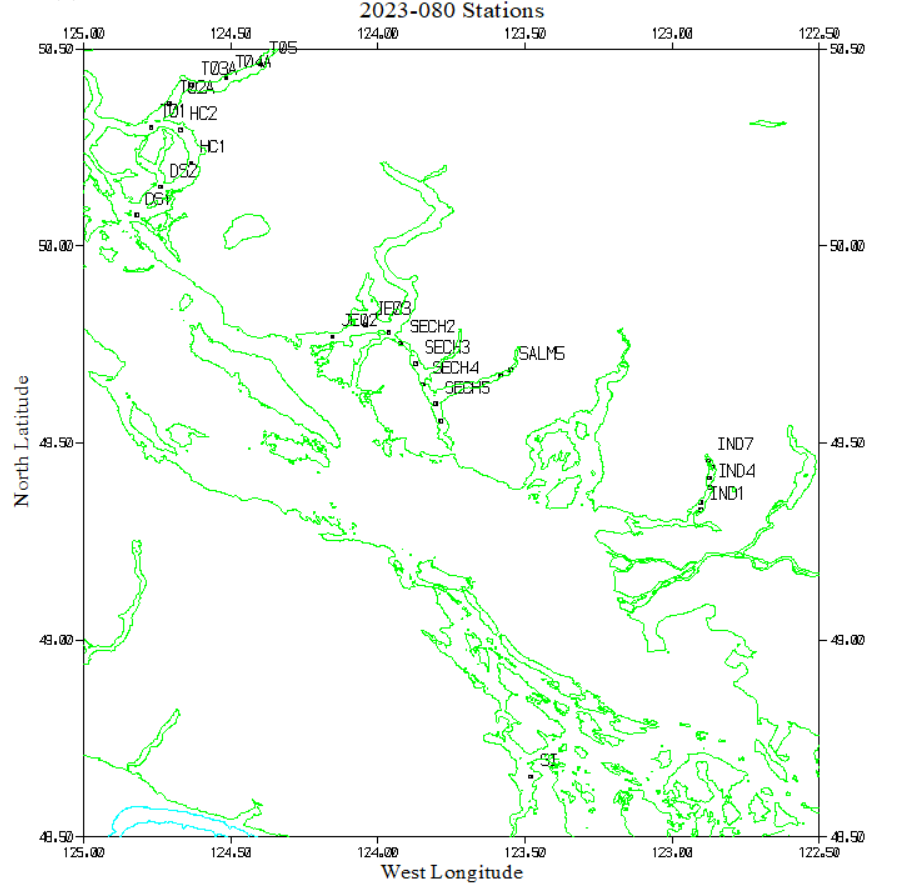 2023-080 Stations
125.00 124.50 124.00 123.50 123.00 122.50
50.50 50.50
T05
T04A
T03A
T02A
T01 HC2
HC1
DS2
DS1
50.00 50.00
JE03
JE02
SECH2
SECH3
SALM5
SECH4
SECH5
49.50 49.50
IND7
IND4
IND1
North Latitude
49.00 49.00
SI
48.50 48.50
125.00 124.50 124.00 123.50 123.00 122.50
West Longitude